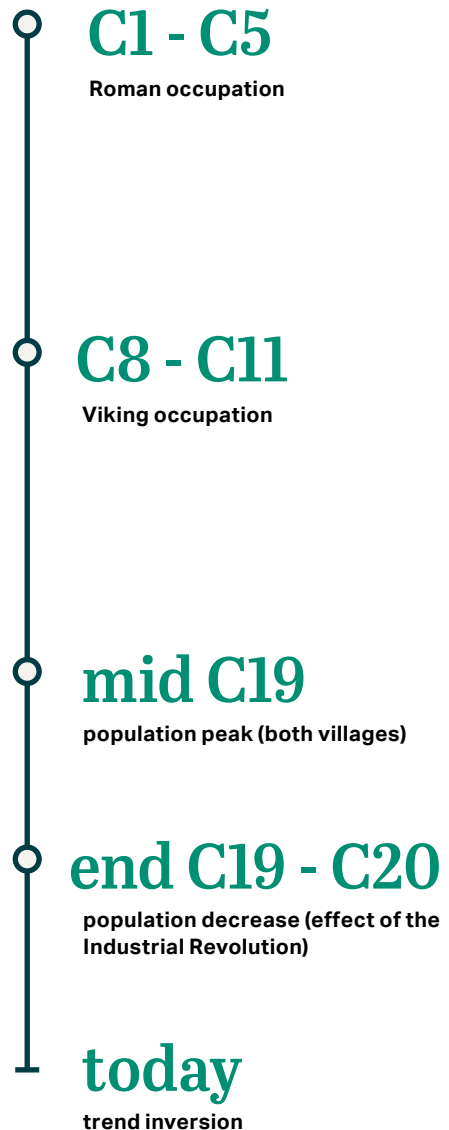 C1 - C5
Roman occupation
C8 - C11
Viking occupation
mid C19
population peak (both villages)
end C19 - C20
population decrease (effect of the
Industrial Revolution)
today
trend inversion